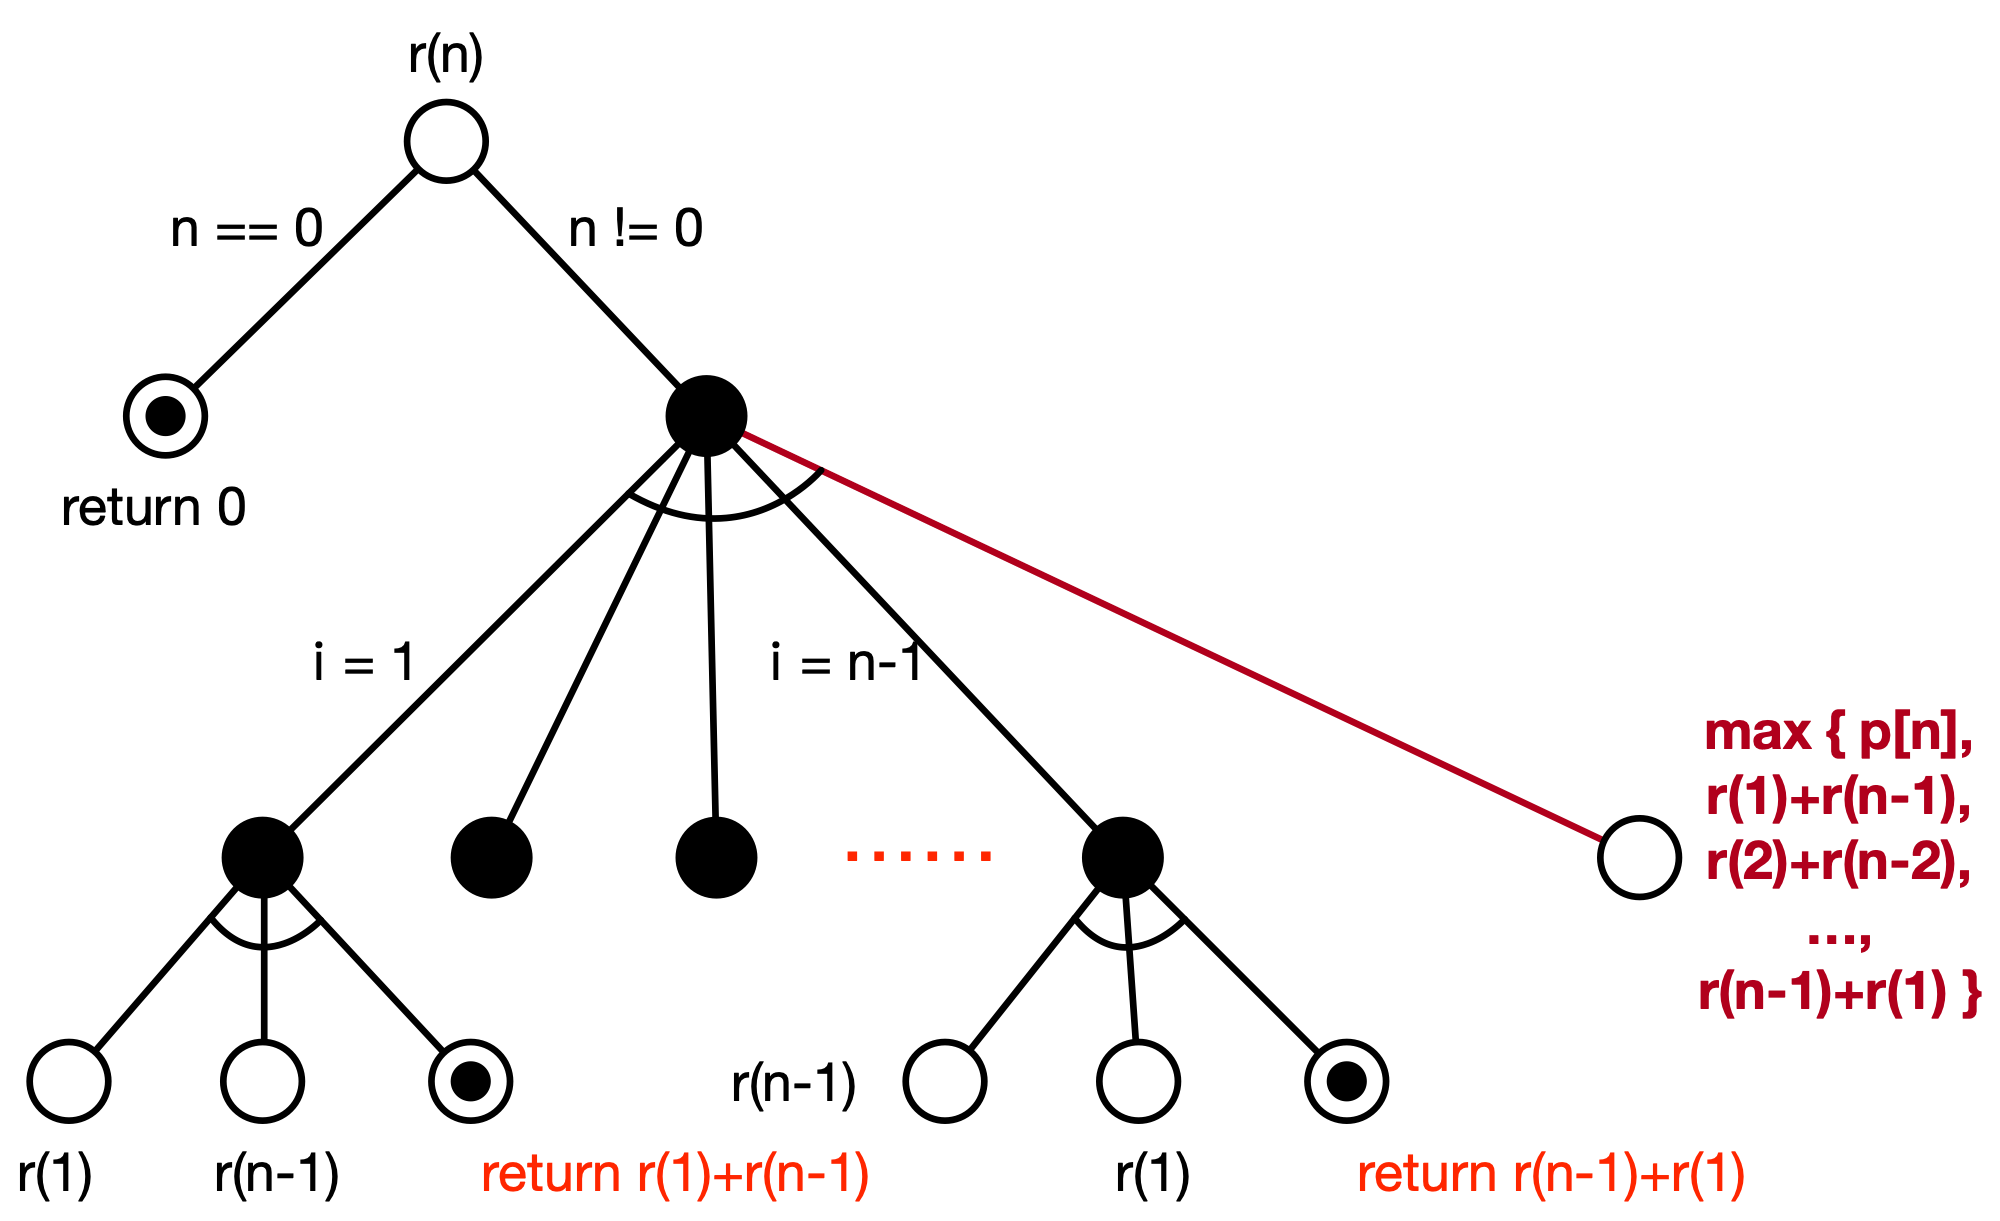 r(n)
n == 0
n != 0
return 0
i = 1
i = n-1
max { p[n],
r(1)+r(n-1),
r(2)+r(n-2),
...,
r(n-1)+r(1) }
......
r(n-1)
r(1)
r(n-1)
return r(1)+r(n-1)
r(1)
return r(n-1)+r(1)